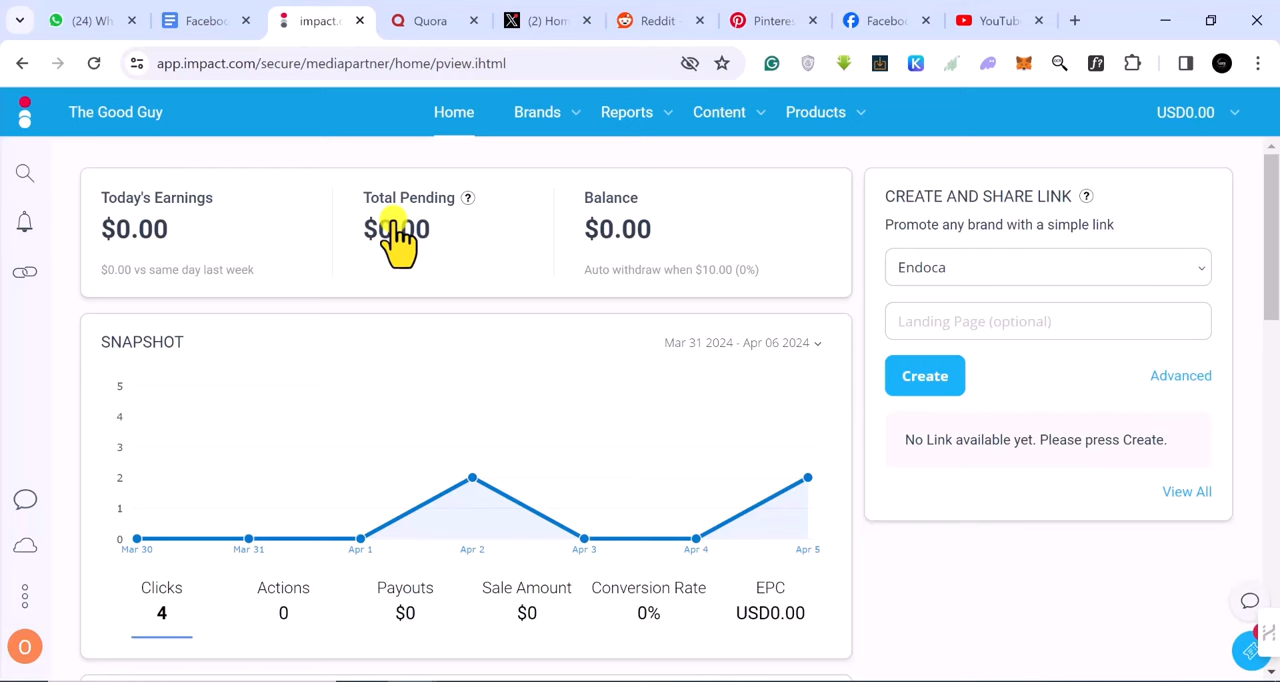 (24) Wh
Facebo
impact.c
Quora
(2) Hom
Reddit -
Pinteres
Facebo
YouTube
app.impact.com/secure/mediapartner/home/pview.ihtml
The Good Guy
Home
Brands
Reports
Content
Products
USD0.00
Today's Earnings
$0.00
$0.00 vs same day last week
Total Pending ?
Balance
$0.00
Auto withdraw when $10.00 (0%)
CREATE AND SHARE LINK ?
Promote any brand with a simple link
Endoca
Landing Page (optional)
Create
Advanced
No Link available yet. Please press Create.
View All
SNAPSHOT
Mar 31 2024 - Apr 06 2024
5
4
3
2
1
0
Mar 30 Mar 31 Apr 1 Apr 2 Apr 3 Apr 4 Apr 5
Clicks Actions Payouts Sale Amount Conversion Rate EPC
4 0 $0 $0 0% USD0.00
O